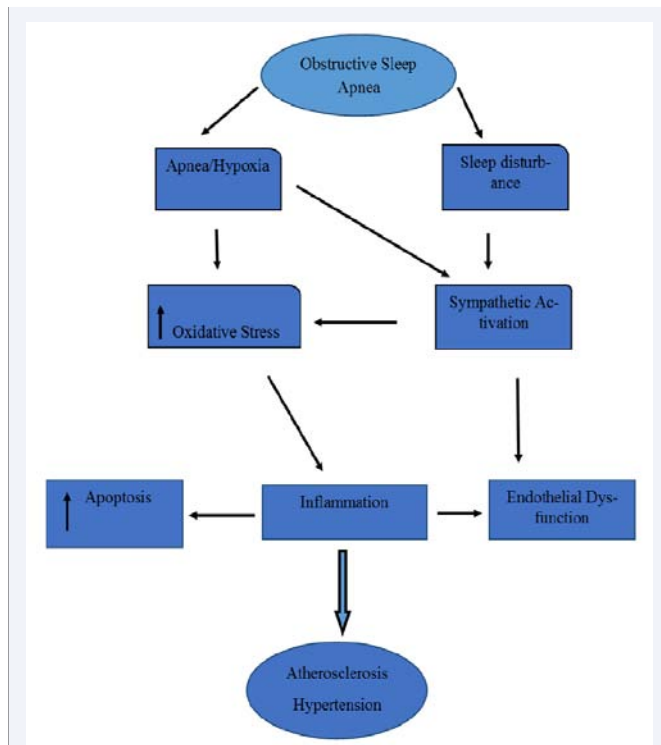 Obstructive Sleep
Apnea
Apnea/Hypoxia
Sleep disturb-
ance
Oxidative Stress
Sympathetic Ac-
tivation
Apoptosis
Inflammation
Endothelial Dys-
function
Atherosclerosis
Hypertension